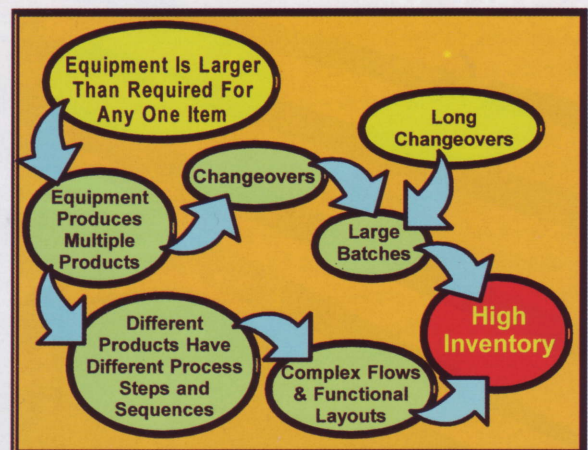 Equipment Is Larger
Than Required For
Any One Item
Long
Changeovers
Changeovers
Equipment
Produces
Multiple
Products
Large
Batches
High
Inventory
Different
Products Have
Different Process
Steps and
Sequences
Complex Flows
& Functional
Layouts